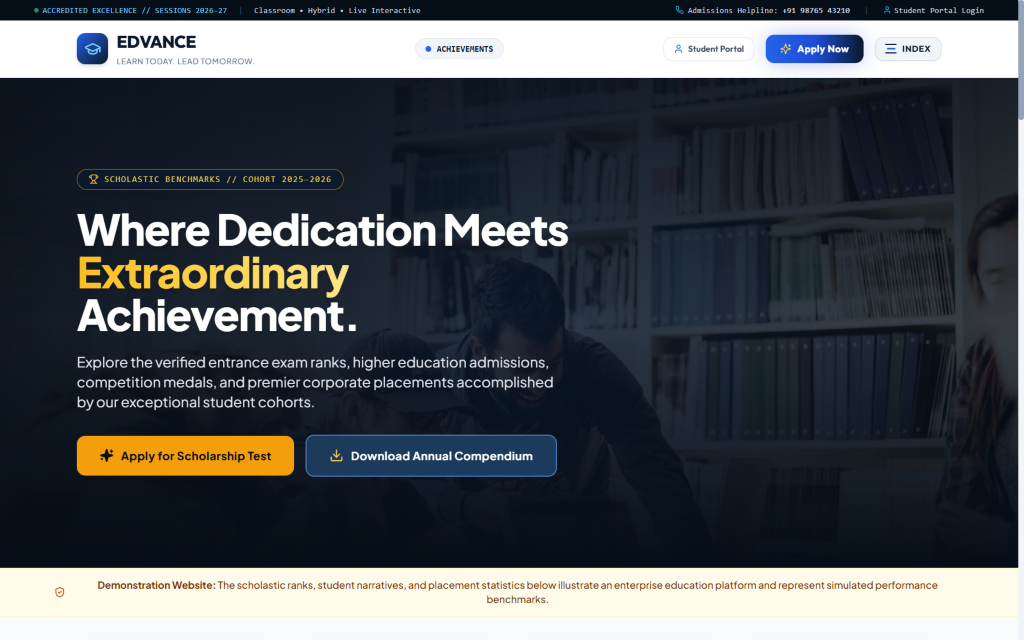 ACCREDITED EXCELLENCE // SESSIONS 2026–27 | Classroom • Hybrid • Live Interactive
Admissions Helpline: +91 98765 43210 | Student Portal Login
EDVANCE
LEARN TODAY. LEAD TOMORROW.
ACHIEVEMENTS
Student Portal
Apply Now
INDEX
SCHOLASTIC BENCHMARKS // COHORT 2025–2026
Where Dedication Meets
Extraordinary
Achievement.
Explore the verified entrance exam ranks, higher education admissions,
competition medals, and premier corporate placements accomplished
by our exceptional student cohorts.
Apply for Scholarship Test
Download Annual Compendium
Demonstration Website: The scholastic ranks, student narratives, and placement statistics below illustrate an enterprise education platform and represent simulated performance
benchmarks.